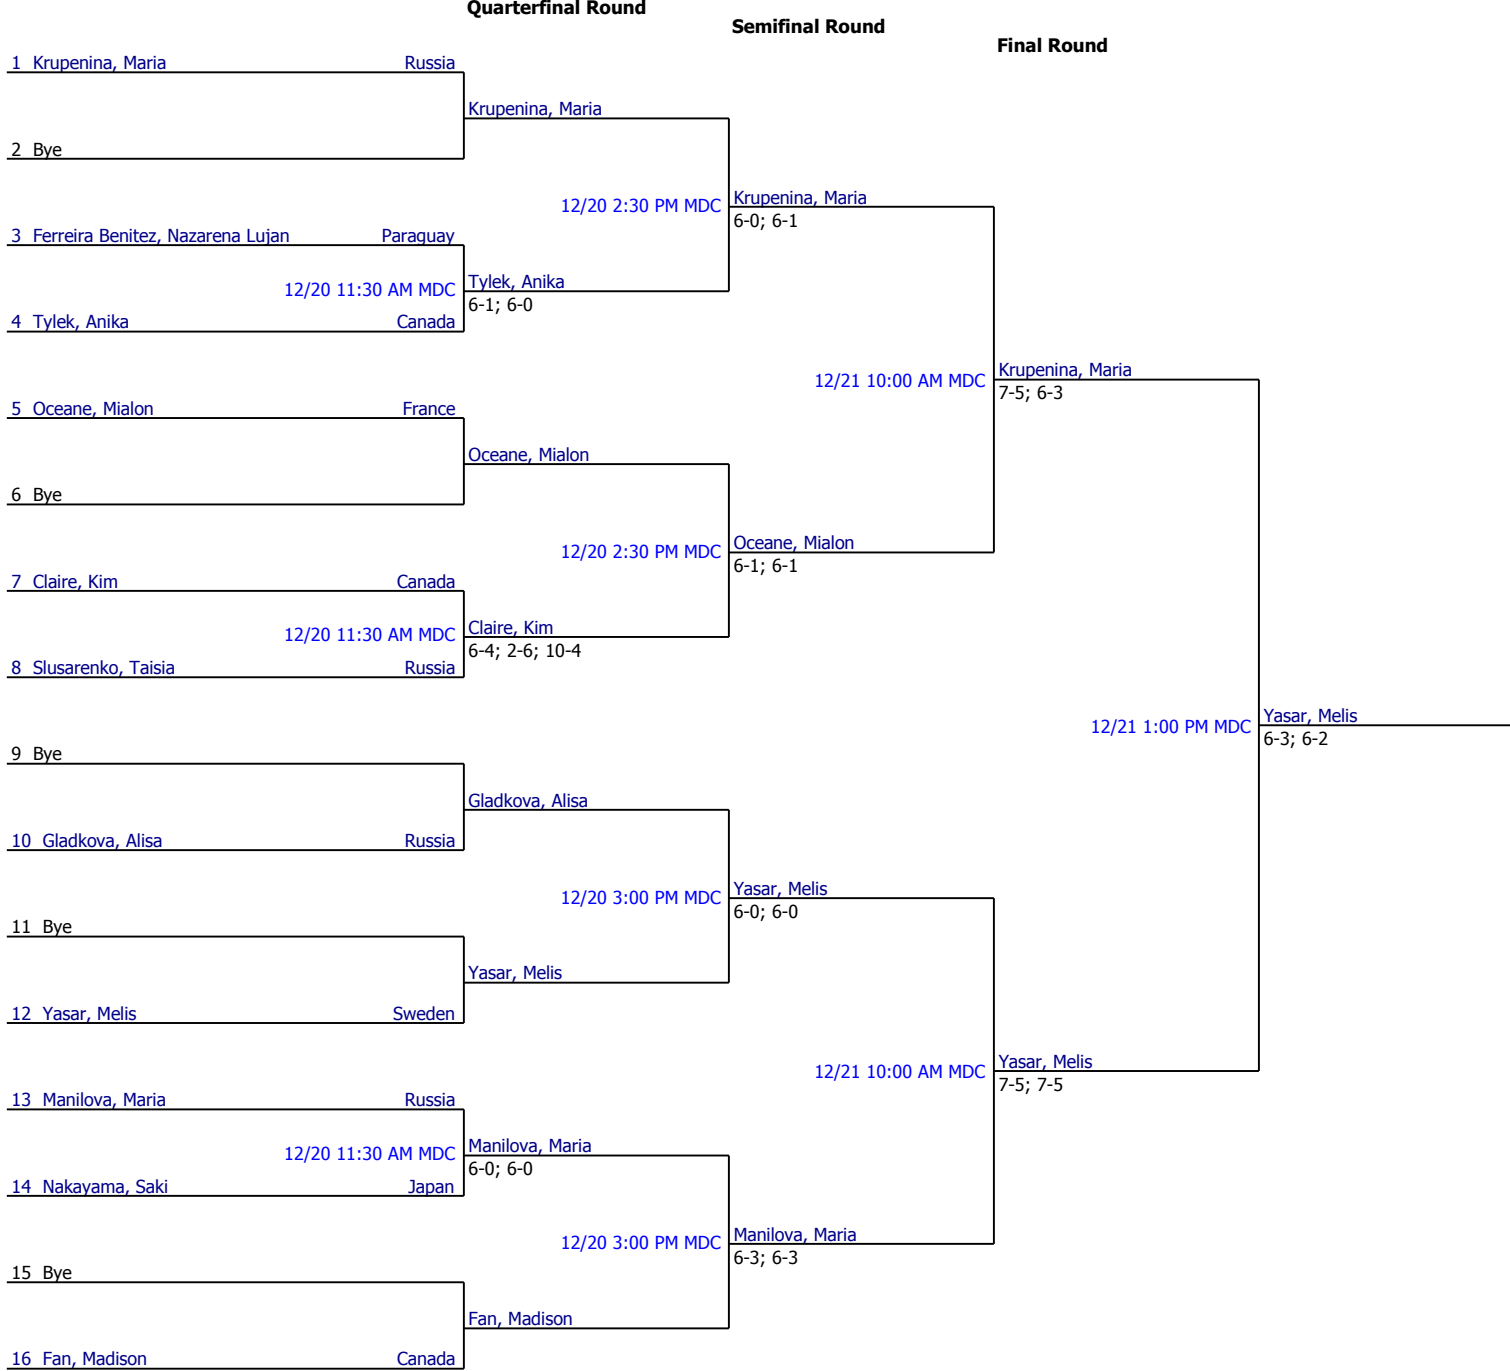 Quarterfinal Round
Semifinal Round
Final Round
1 Krupenina, Maria Russia
Krupenina, Maria
2 Bye
12/20 2:30 PM MDC Krupenina, Maria
6-0; 6-1
3 Ferreira Benitez, Nazarena Lujan Paraguay
12/20 11:30 AM MDC Tylek, Anika
6-1; 6-0
4 Tylek, Anika Canada
12/21 10:00 AM MDC Krupenina, Maria
7-5; 6-3
5 Oceane, Mialon France
Oceane, Mialon
6 Bye
12/20 2:30 PM MDC Oceane, Mialon
6-1; 6-1
7 Claire, Kim Canada
12/20 11:30 AM MDC Claire, Kim
6-4; 2-6; 10-4
8 Slusarenko, Taisia Russia
12/21 1:00 PM MDC Yasar, Melis
6-3; 6-2
9 Bye
Gladkova, Alisa
10 Gladkova, Alisa Russia
12/20 3:00 PM MDC Yasar, Melis
6-0; 6-0
11 Bye
Yasar, Melis
12 Yasar, Melis Sweden
12/21 10:00 AM MDC Yasar, Melis
7-5; 7-5
13 Manilova, Maria Russia
12/20 11:30 AM MDC Manilova, Maria
6-0; 6-0
14 Nakayama, Saki Japan
12/20 3:00 PM MDC Manilova, Maria
6-3; 6-3
15 Bye
Fan, Madison
16 Fan, Madison Canada